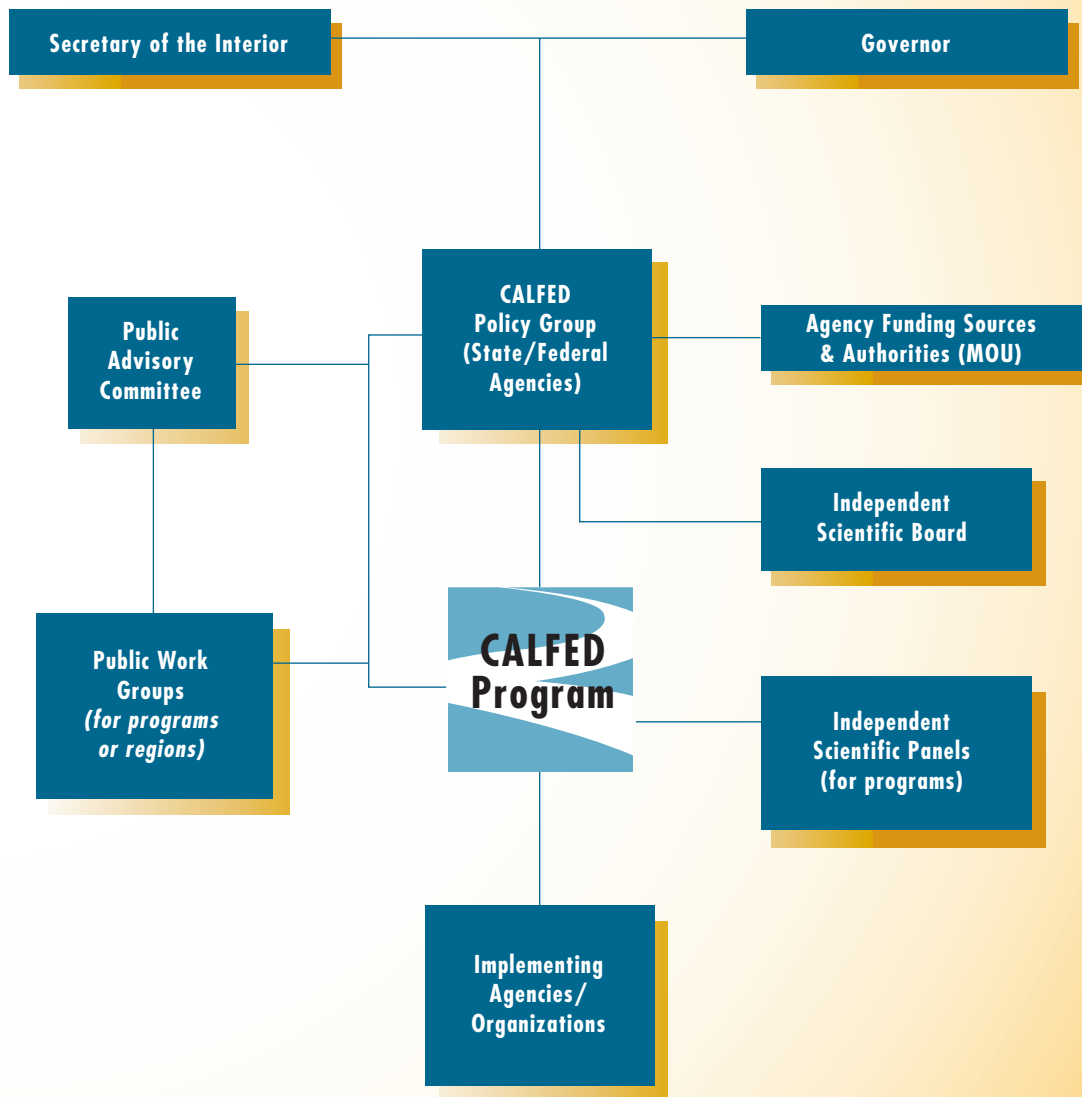 Secretary of the Interior
Governor
CALFED
Policy Group
(State/Federal
Agencies)
Public
Advisory
Committee
Agency Funding Sources
& Authorities (MOU)
Independent
Scientific Board
CALFED
Program
Public Work
Groups
(for programs
or regions)
Independent
Scientific Panels
(for programs)
Implementing
Agencies/
Organizations